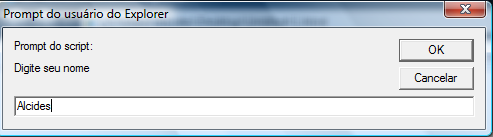 Prompt do usuário do Explorer
Prompt do script:
OK
Digite seu nome
Cancelar
Alcides